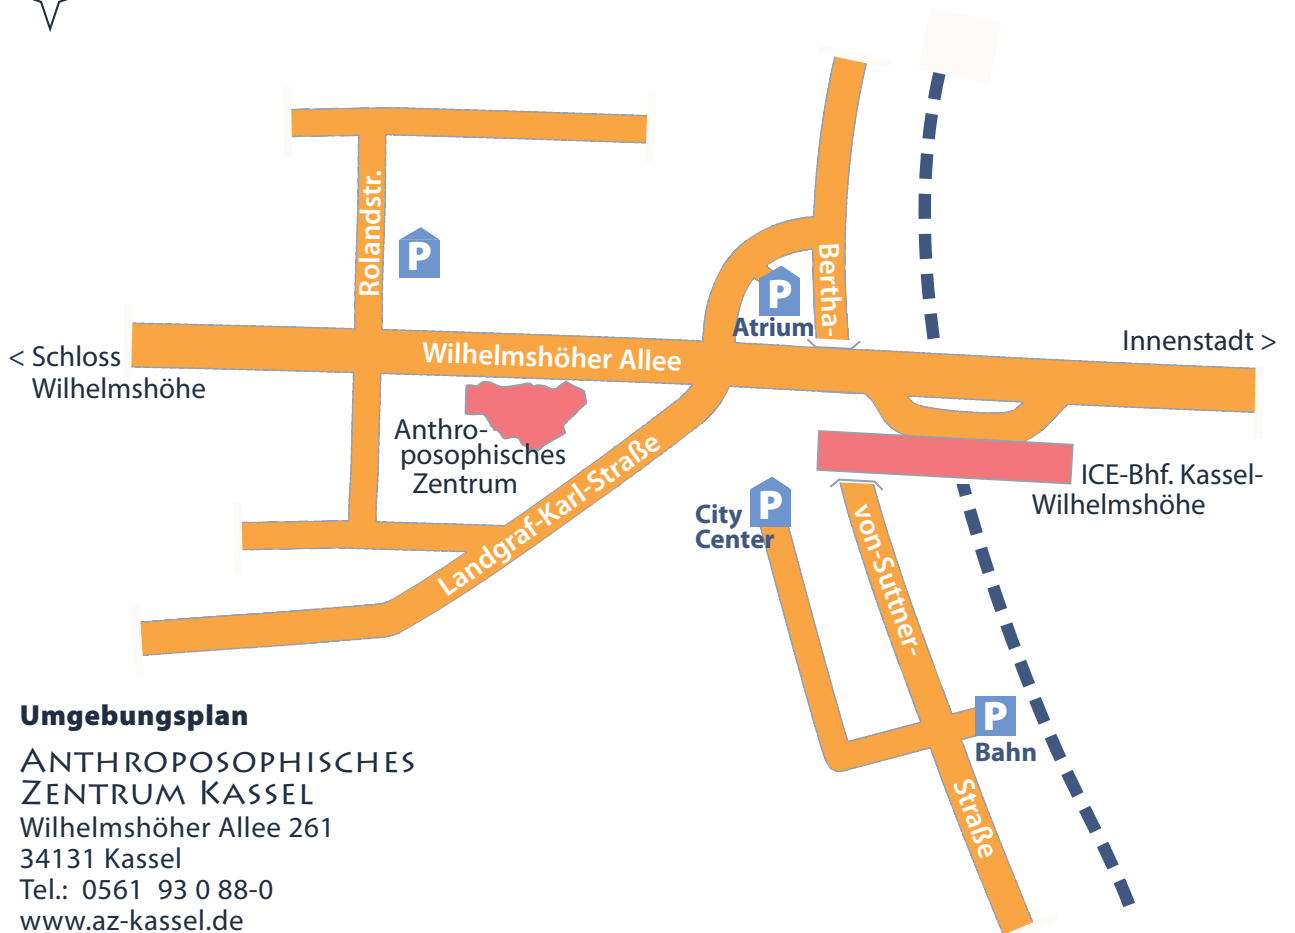 Rolandstr.
P
Bertha-
P
Atrium
< Schloss
Wilhelmshöhe
Wilhelmshöher Allee
Innenstadt >
Anthro-
posophisches
Zentrum
Landgraf-Karl-Straße
ICE-Bhf. Kassel-
Wilhelmshöhe
P
City
Center
von-Suttner-
P
Bahn
Straße
Umgebungsplan
ANTHROPOSOPHISCHES
ZENTRUM KASSEL
Wilhelmshöher Allee 261
34131 Kassel
Tel.: 0561 93 0 88-0
www.az-kassel.de